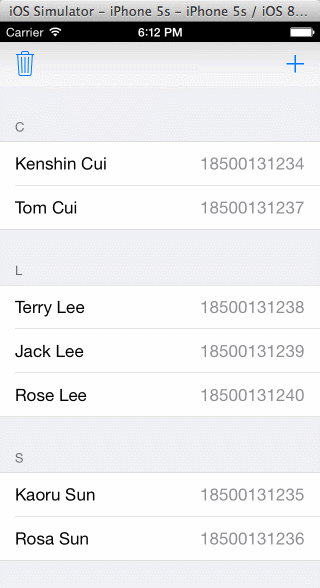 iOS Simulator - iPhone 5s - iPhone 5s / iOS 8...
Carrier 6:12 PM
C
Kenshin Cui 18500131234
Tom Cui 18500131237
L
Terry Lee 18500131238
Jack Lee 18500131239
Rose Lee 18500131240
S
Kaoru Sun 18500131235
Rosa Sun 18500131236